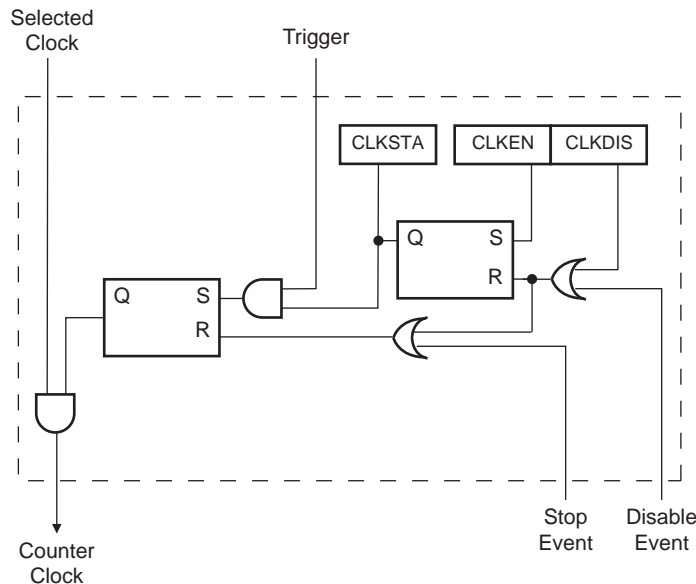 Selected
Clock
Trigger
CLKSTA
CLKEN
CLKDIS
Q
S
R
Q
S
R
Stop
Event
Disable
Event
Counter
Clock